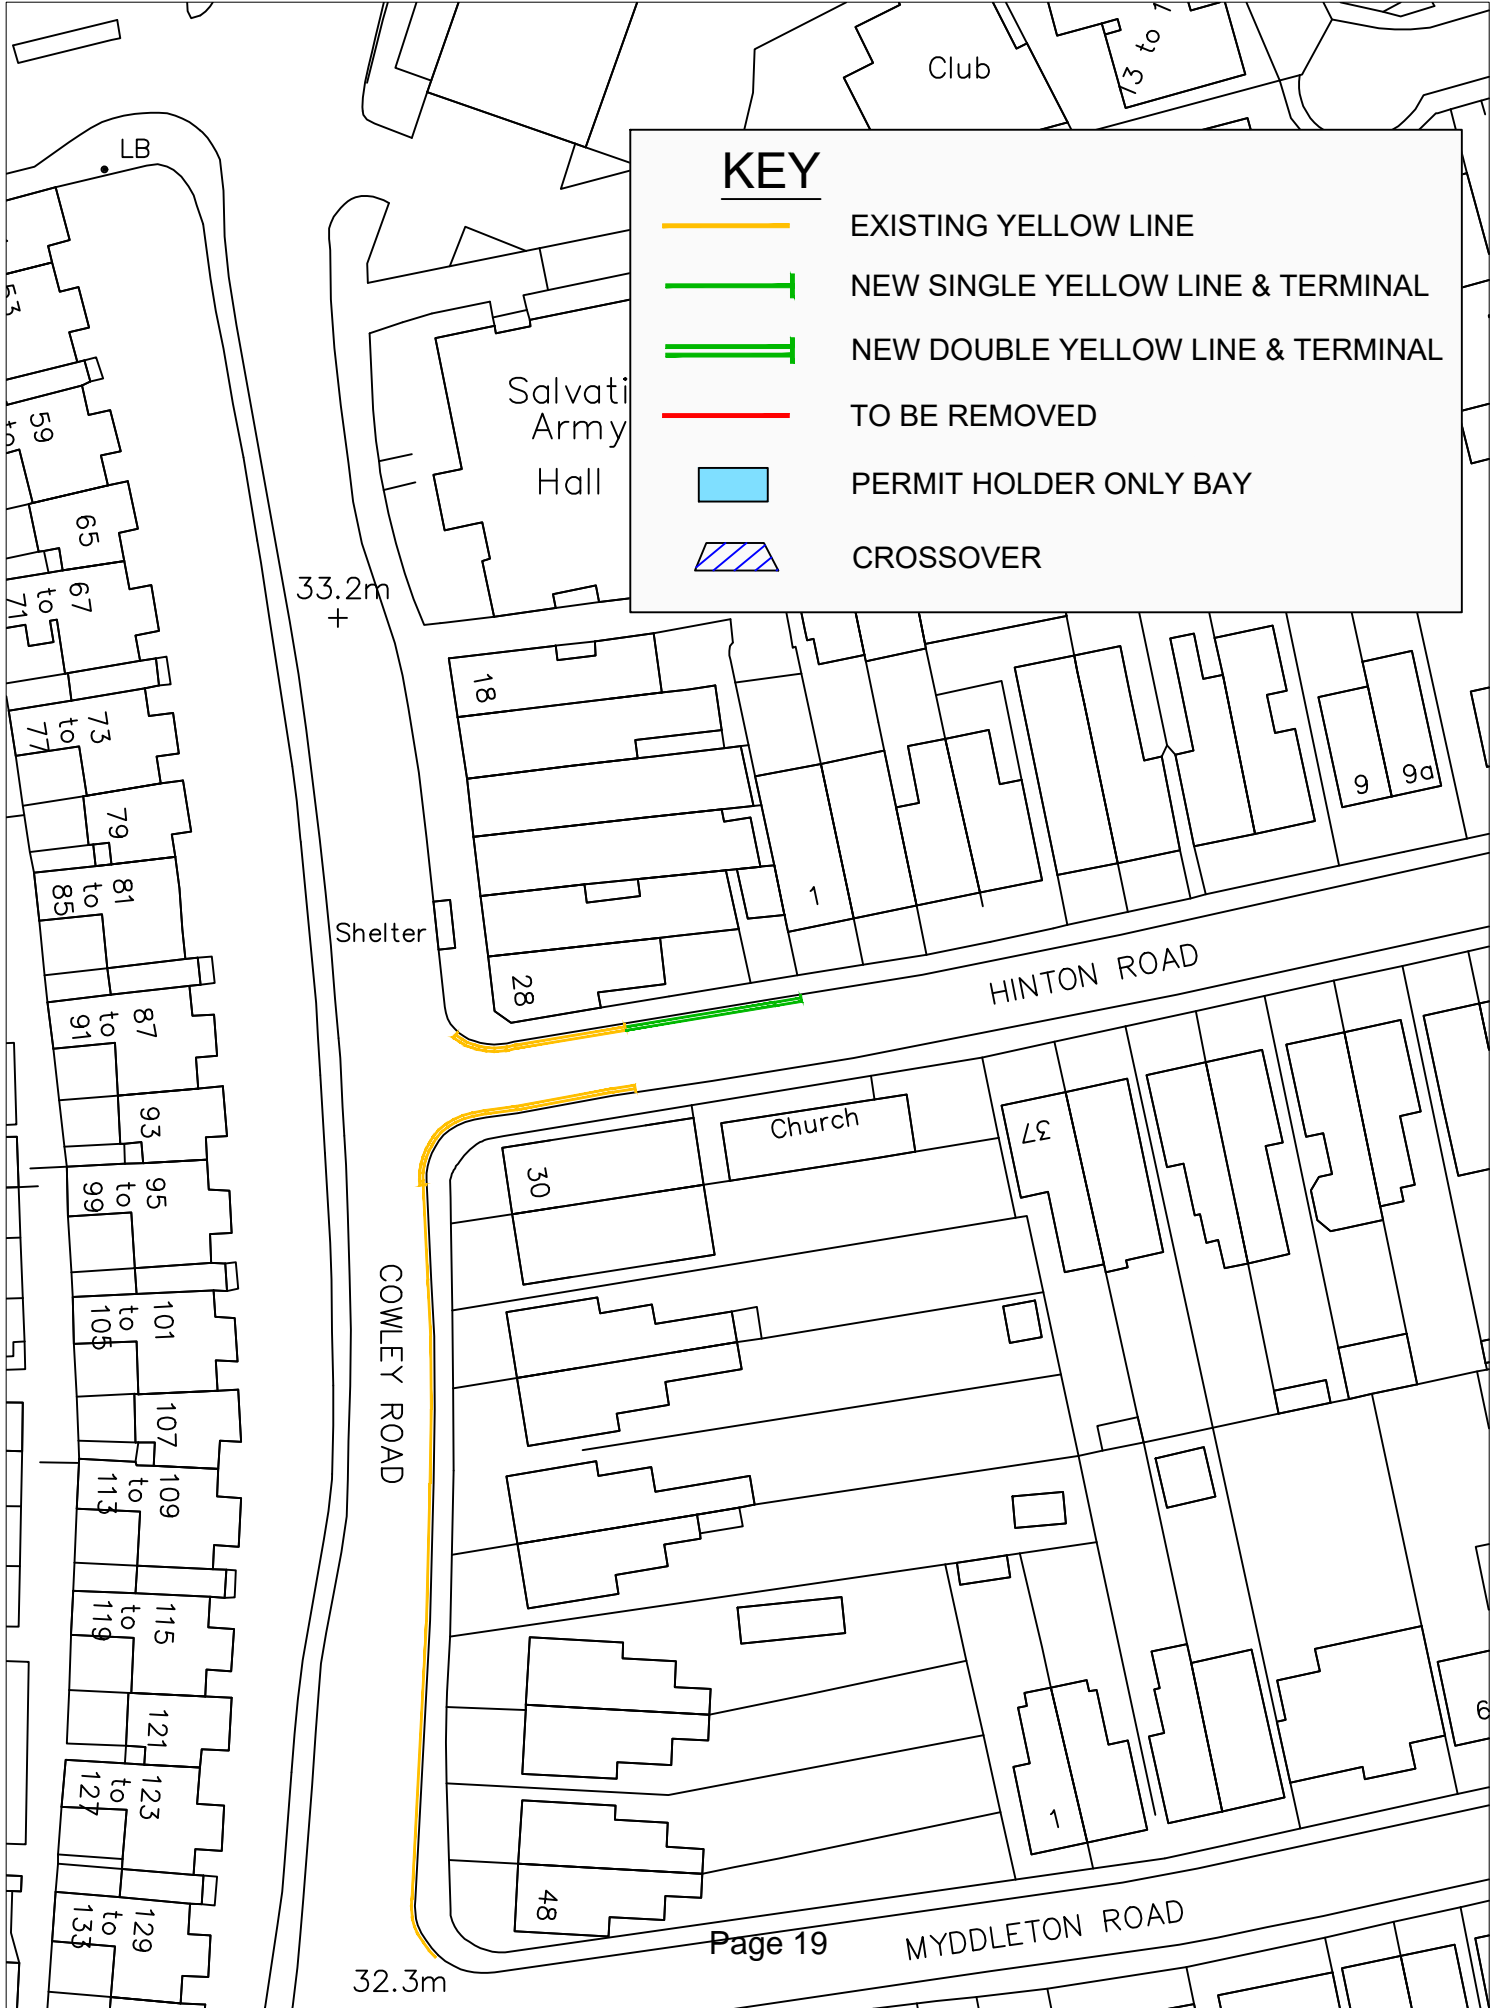 Club
LB
KEY
EXISTING YELLOW LINE
NEW SINGLE YELLOW LINE & TERMINAL
NEW DOUBLE YELLOW LINE & TERMINAL
TO BE REMOVED
PERMIT HOLDER ONLY BAY
CROSSOVER
Salvati
Army
Hall
53
59
to
65
33.2m
67
to
71
18
73
to
77
79
9
9a
81
to
85
1
Shelter
28
HINTON ROAD
87
to
91
93
Church
37
30
95
to
99
COWLEY ROAD
101
to
105
107
109
to
113
115
to
119
121
6
123
to
127
1
48
129
to
133
MYDDLETON ROAD
Page 19
32.3m